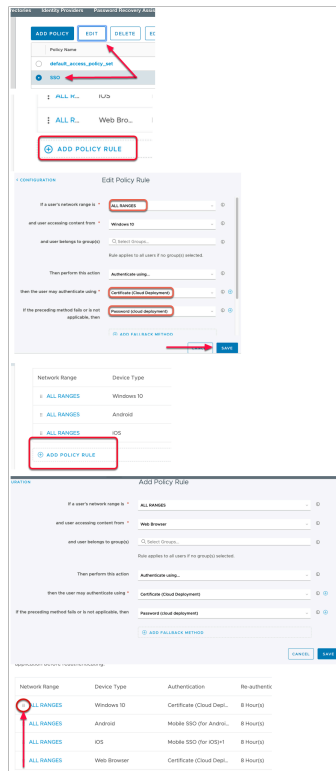 ectories Identity Providers Password Recovery Assis
ADD POLICY EDIT DELETE ED
Policy Name
default_access_policy_set
SSO
ALL R... iOS
ALL R... Web Bro...
ADD POLICY RULE
< CONFIGURATION Edit Policy Rule
If a user's network range is * ALL RANGES
and user accessing content from * Windows 10
and user belongs to group(s) Select Groups...
Rule applies to all users if no group(s) selected.
Then perform this action Authenticate using...
then the user may authenticate using * Certificate (Cloud Deployment)
If the preceding method fails or is not Password (cloud deployment)
applicable, then
ADD FALLBACK METHOD
SAVE
Network Range Device Type
ALL RANGES Windows 10
ALL RANGES Android
ALL RANGES iOS
ADD POLICY RULE
URATION Add Policy Rule
If a user's network range is * ALL RANGES
and user accessing content from * Web Browser
and user belongs to group(s) Select Groups...
Rule applies to all users if no group(s) selected.
Then perform this action Authenticate using...
then the user may authenticate using * Certificate (Cloud Deployment)
If the preceding method fails or is not applicable, then Password (cloud deployment)
ADD FALLBACK METHOD
CANCEL SAVE
application before reauthenticating.
Network Range Device Type Authentication Re-authentic
ALL RANGES Windows 10 Certificate (Cloud Depl... 8 Hour(s)
ALL RANGES Android Mobile SSO (for Androi... 8 Hour(s)
ALL RANGES iOS Mobile SSO (for iOS)+1 8 Hour(s)
ALL RANGES Web Browser Certificate (Cloud Depl... 8 Hour(s)